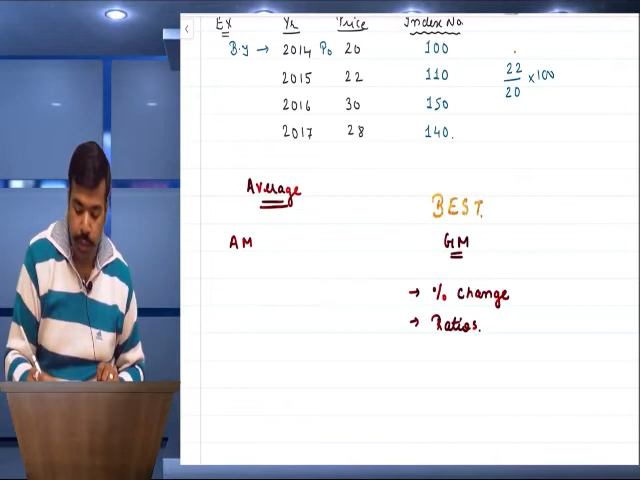 Ex Yr Price Index No.
B.y → 2014 P₀ 20 100
2015 22 110 22/20 × 100
2016 30 150
2017 28 140.
Average
BEST.
AM GM
→ % change
→ Ratios.